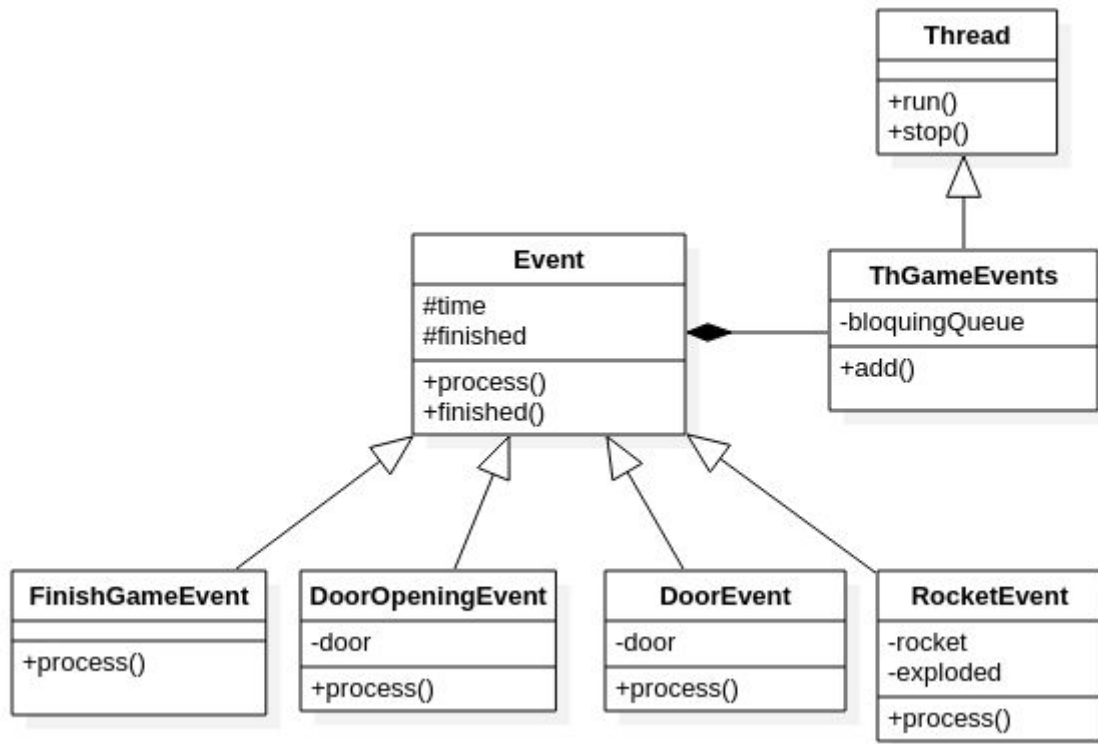 Thread
+run()
+stop()
Event
#time
#finished
+process()
+finished()
ThGameEvents
-bloquingQueue
+add()
FinishGameEvent
+process()
DoorOpeningEvent
-door
+process()
DoorEvent
-door
+process()
RocketEvent
-rocket
-exploded
+process()